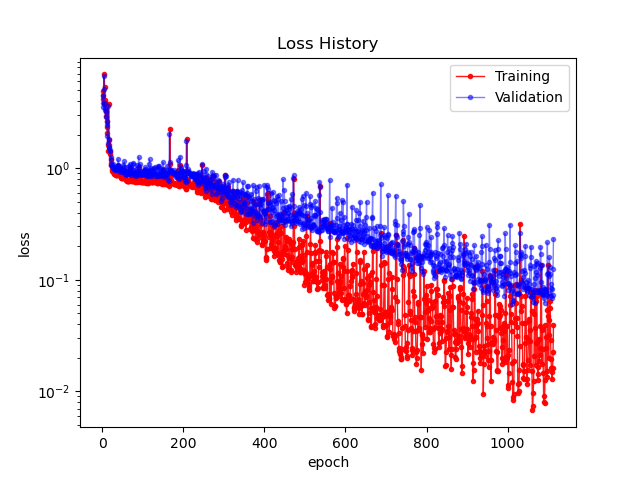 Loss History
Training
Validation
10⁰
10⁻¹
10⁻²
loss
0 200 400 600 800 1000
epoch